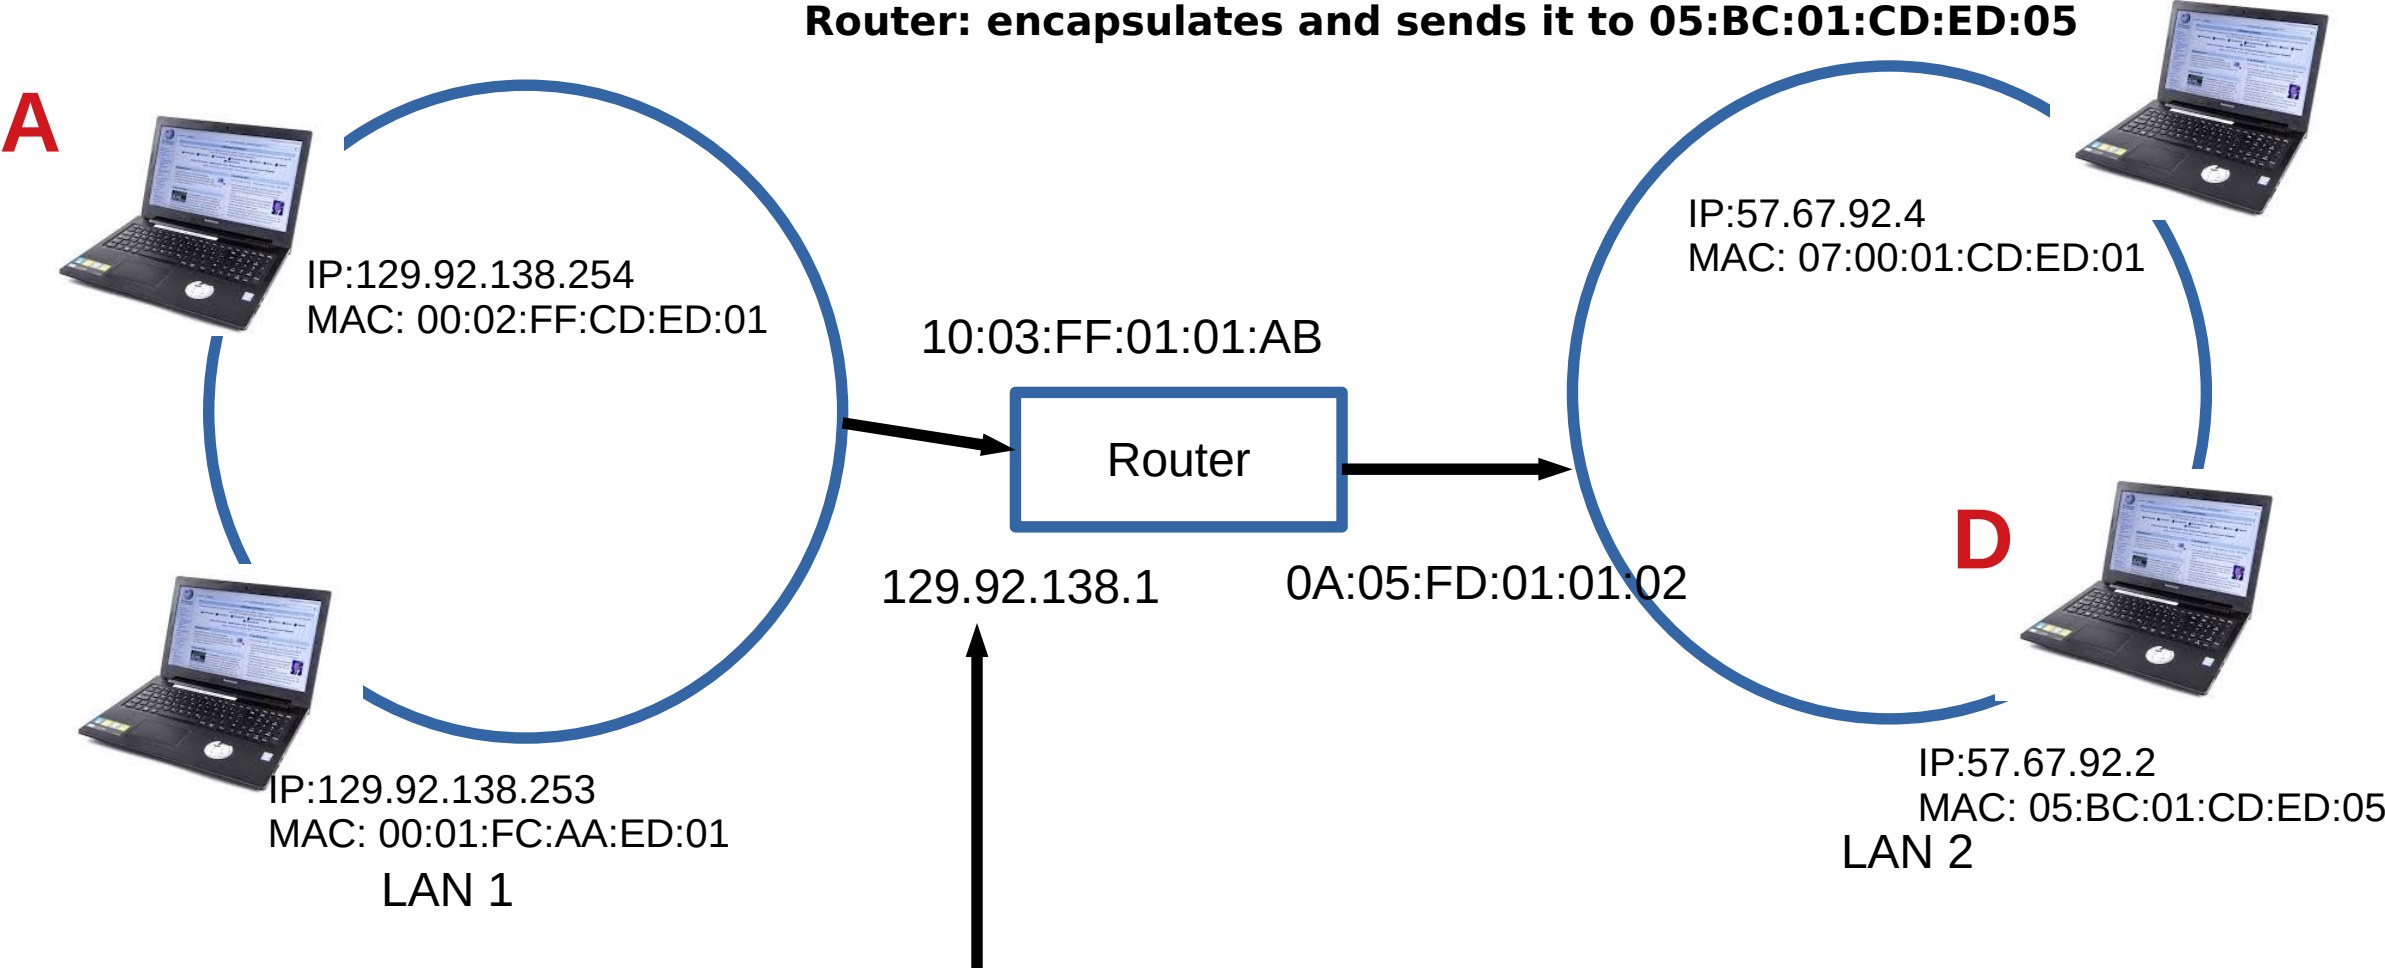 Router: encapsulates and sends it to 05:BC:01:CD:ED:05
A
IP:129.92.138.254
MAC: 00:02:FF:CD:ED:01
IP:57.67.92.4
MAC: 07:00:01:CD:ED:01
10:03:FF:01:01:AB
Router
129.92.138.1
0A:05:FD:01:01:02
D
IP:129.92.138.253
MAC: 00:01:FC:AA:ED:01
LAN 1
IP:57.67.92.2
MAC: 05:BC:01:CD:ED:05
LAN 2